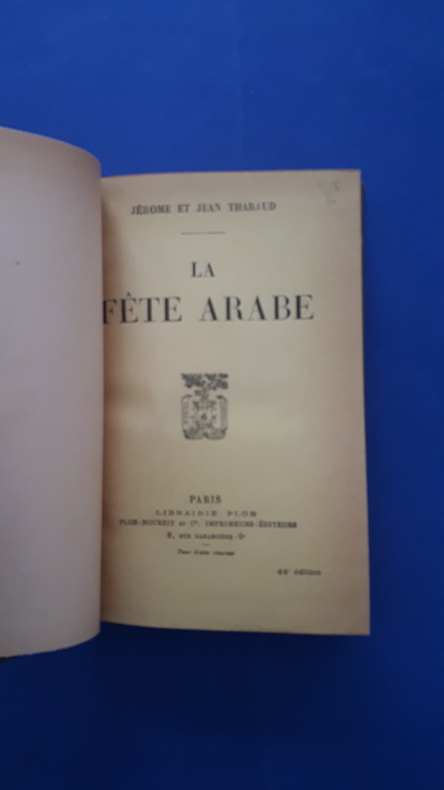 JÉROME ET JEAN THARAUD
LA
FÊTE ARABE
PARIS
LIBRAIRIE PLON
PLON-NOURRIT ET Cie, IMPRIMEURS-ÉDITEURS
8, RUE GARANCIÈRE - 6e
Tous droits réservés
44e édition